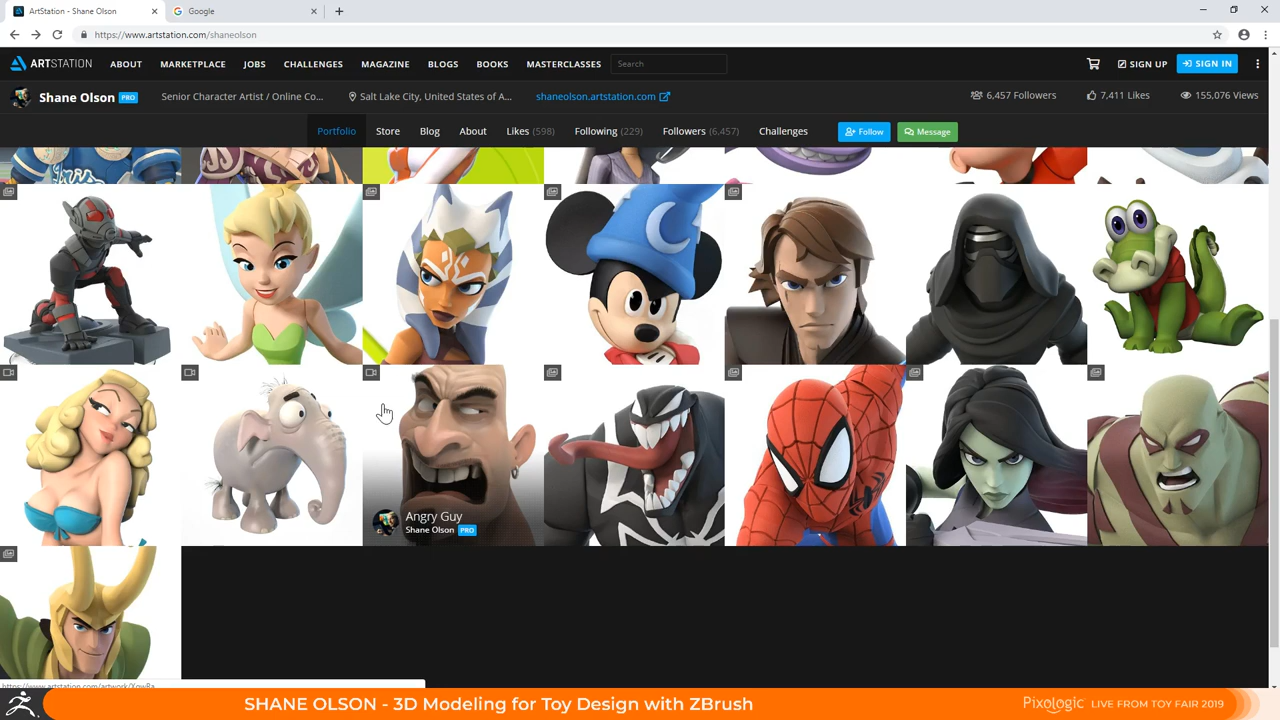 ArtStation - Shane Olson
Google
https://www.artstation.com/shaneolson
ARTSTATION ABOUT MARKETPLACE JOBS CHALLENGES MAGAZINE BLOGS BOOKS MASTERCLASSES Search SIGN UP SIGN IN
Shane Olson PRO Senior Character Artist / Online Co... Salt Lake City, United States of A... shaneolson.artstation.com 6,457 Followers 7,411 Likes 155,076 Views
Portfolio Store Blog About Likes (598) Following (229) Followers (6,457) Challenges Follow Message
Angry Guy
Shane Olson PRO
SHANE OLSON - 3D Modeling for Toy Design with ZBrush
Pixologic LIVE FROM TOY FAIR 2019